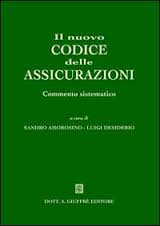 Il nuovo
CODICE
delle
ASSICURAZIONI
Commento sistematico
a cura di
SANDRO AMOROSINO - LUIGI DESIDERIO
DOTT. A. GIUFFRÈ EDITORE